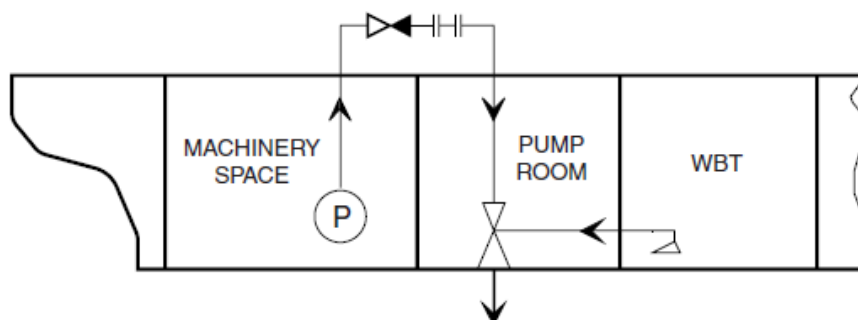 MACHINERY
SPACE
P
PUMP
ROOM
WBT